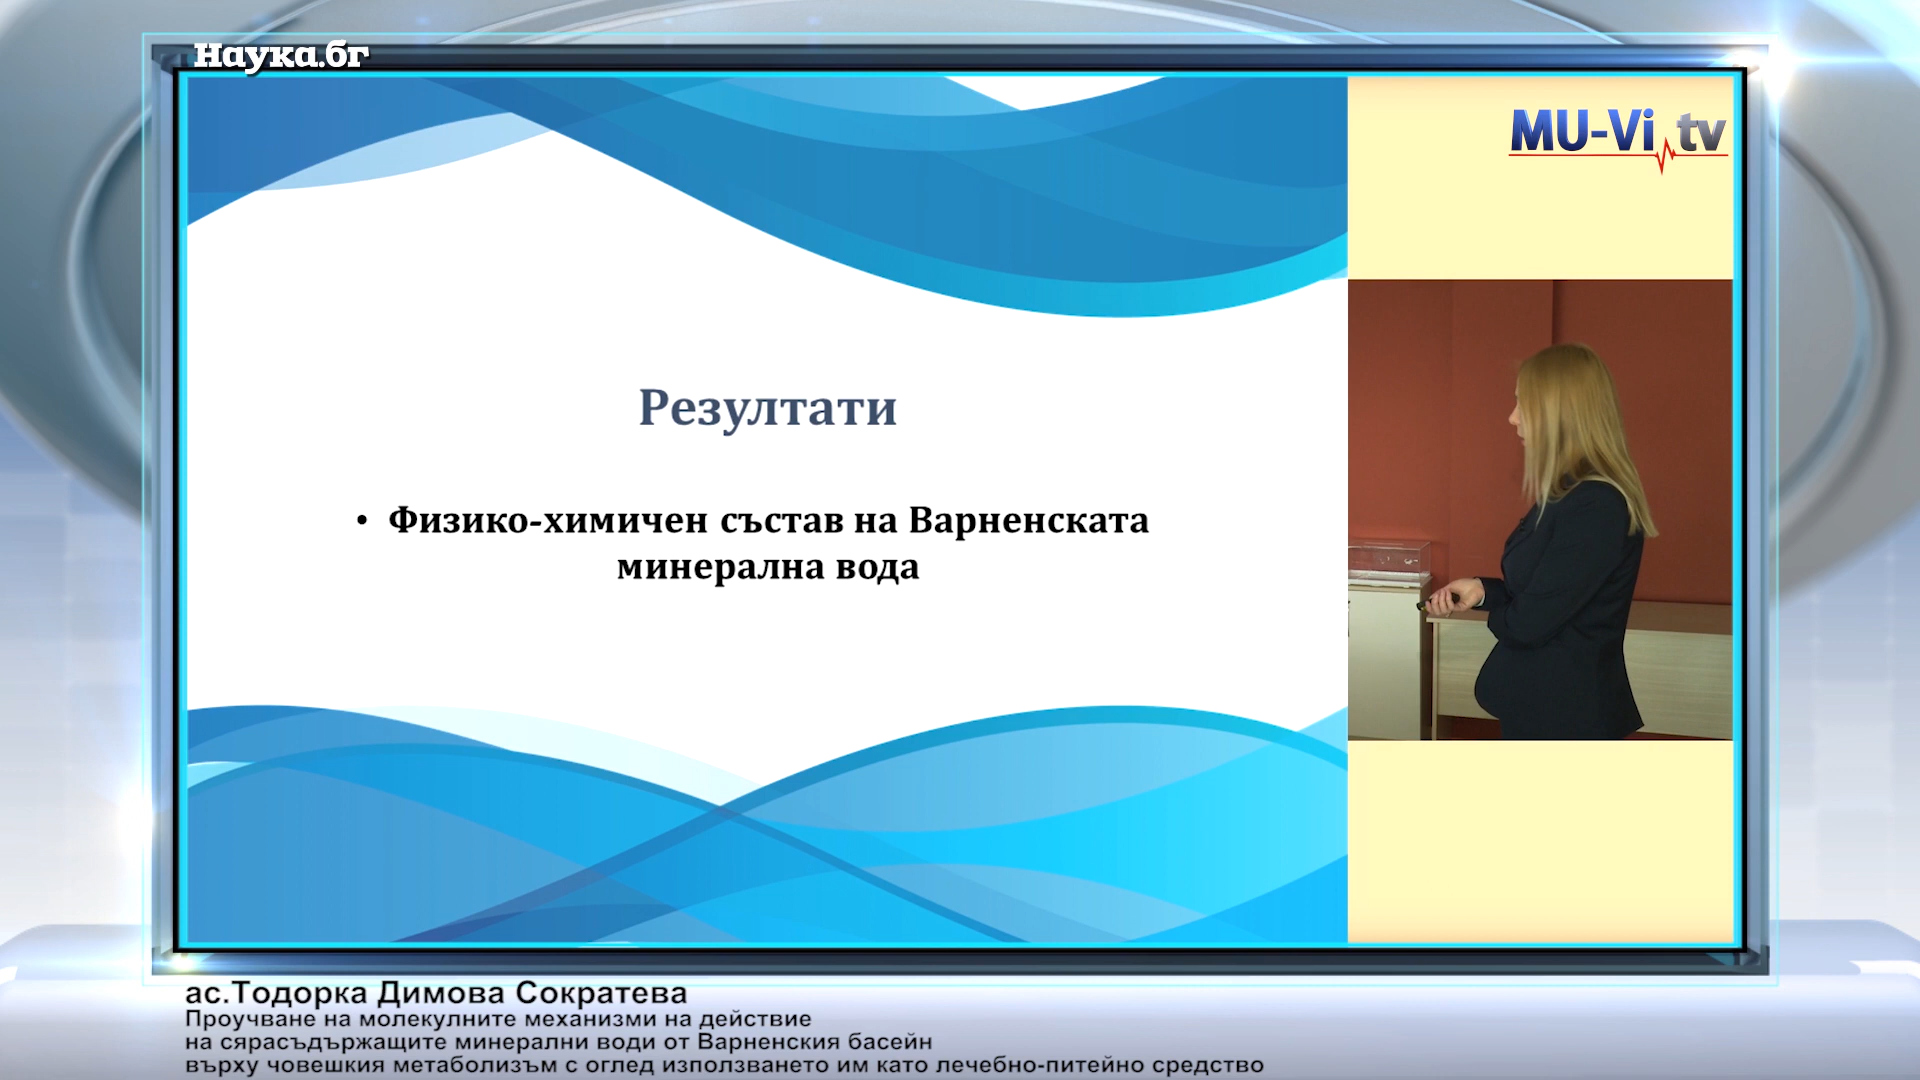 Наука.бг
MU-Vi.tv
Резултати
• Физико-химичен състав на Варненската
минерална вода
ас.Тодорка Димова Сократева
Проучване на молекулните механизми на действие
на сярасъдържащите минерални води от Варненския басейн
върху човешкия метаболизъм с оглед използването им като лечебно-питейно средство